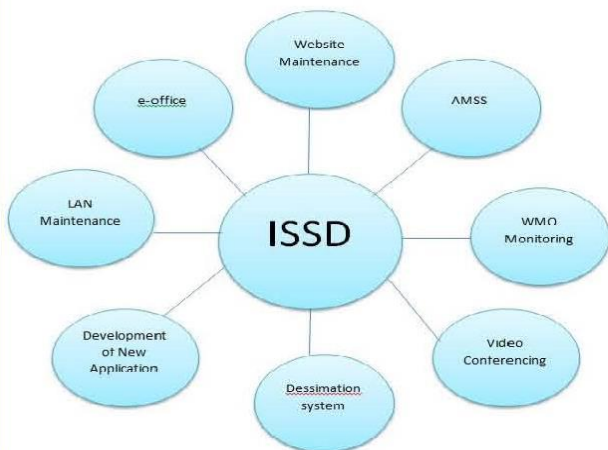 Website
Maintenance
e-office
AMSS
LAN
Maintenance
ISSD
WMO
Monitoring
Development
of New
Application
Video
Conferencing
Dessimation
system